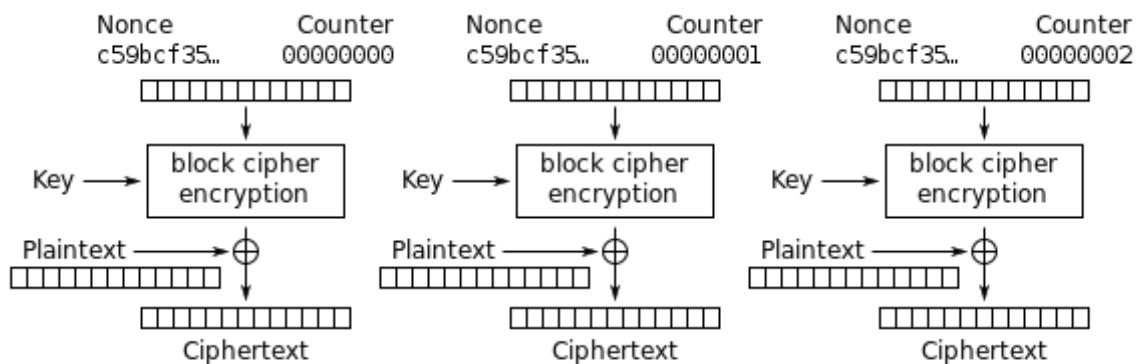 Nonce Counter Nonce Counter Nonce Counter
c59bcf35… 00000000 c59bcf35… 00000001 c59bcf35… 00000002
block cipher block cipher block cipher
Key Key Key
encryption encryption encryption
Plaintext Plaintext Plaintext
Ciphertext Ciphertext Ciphertext